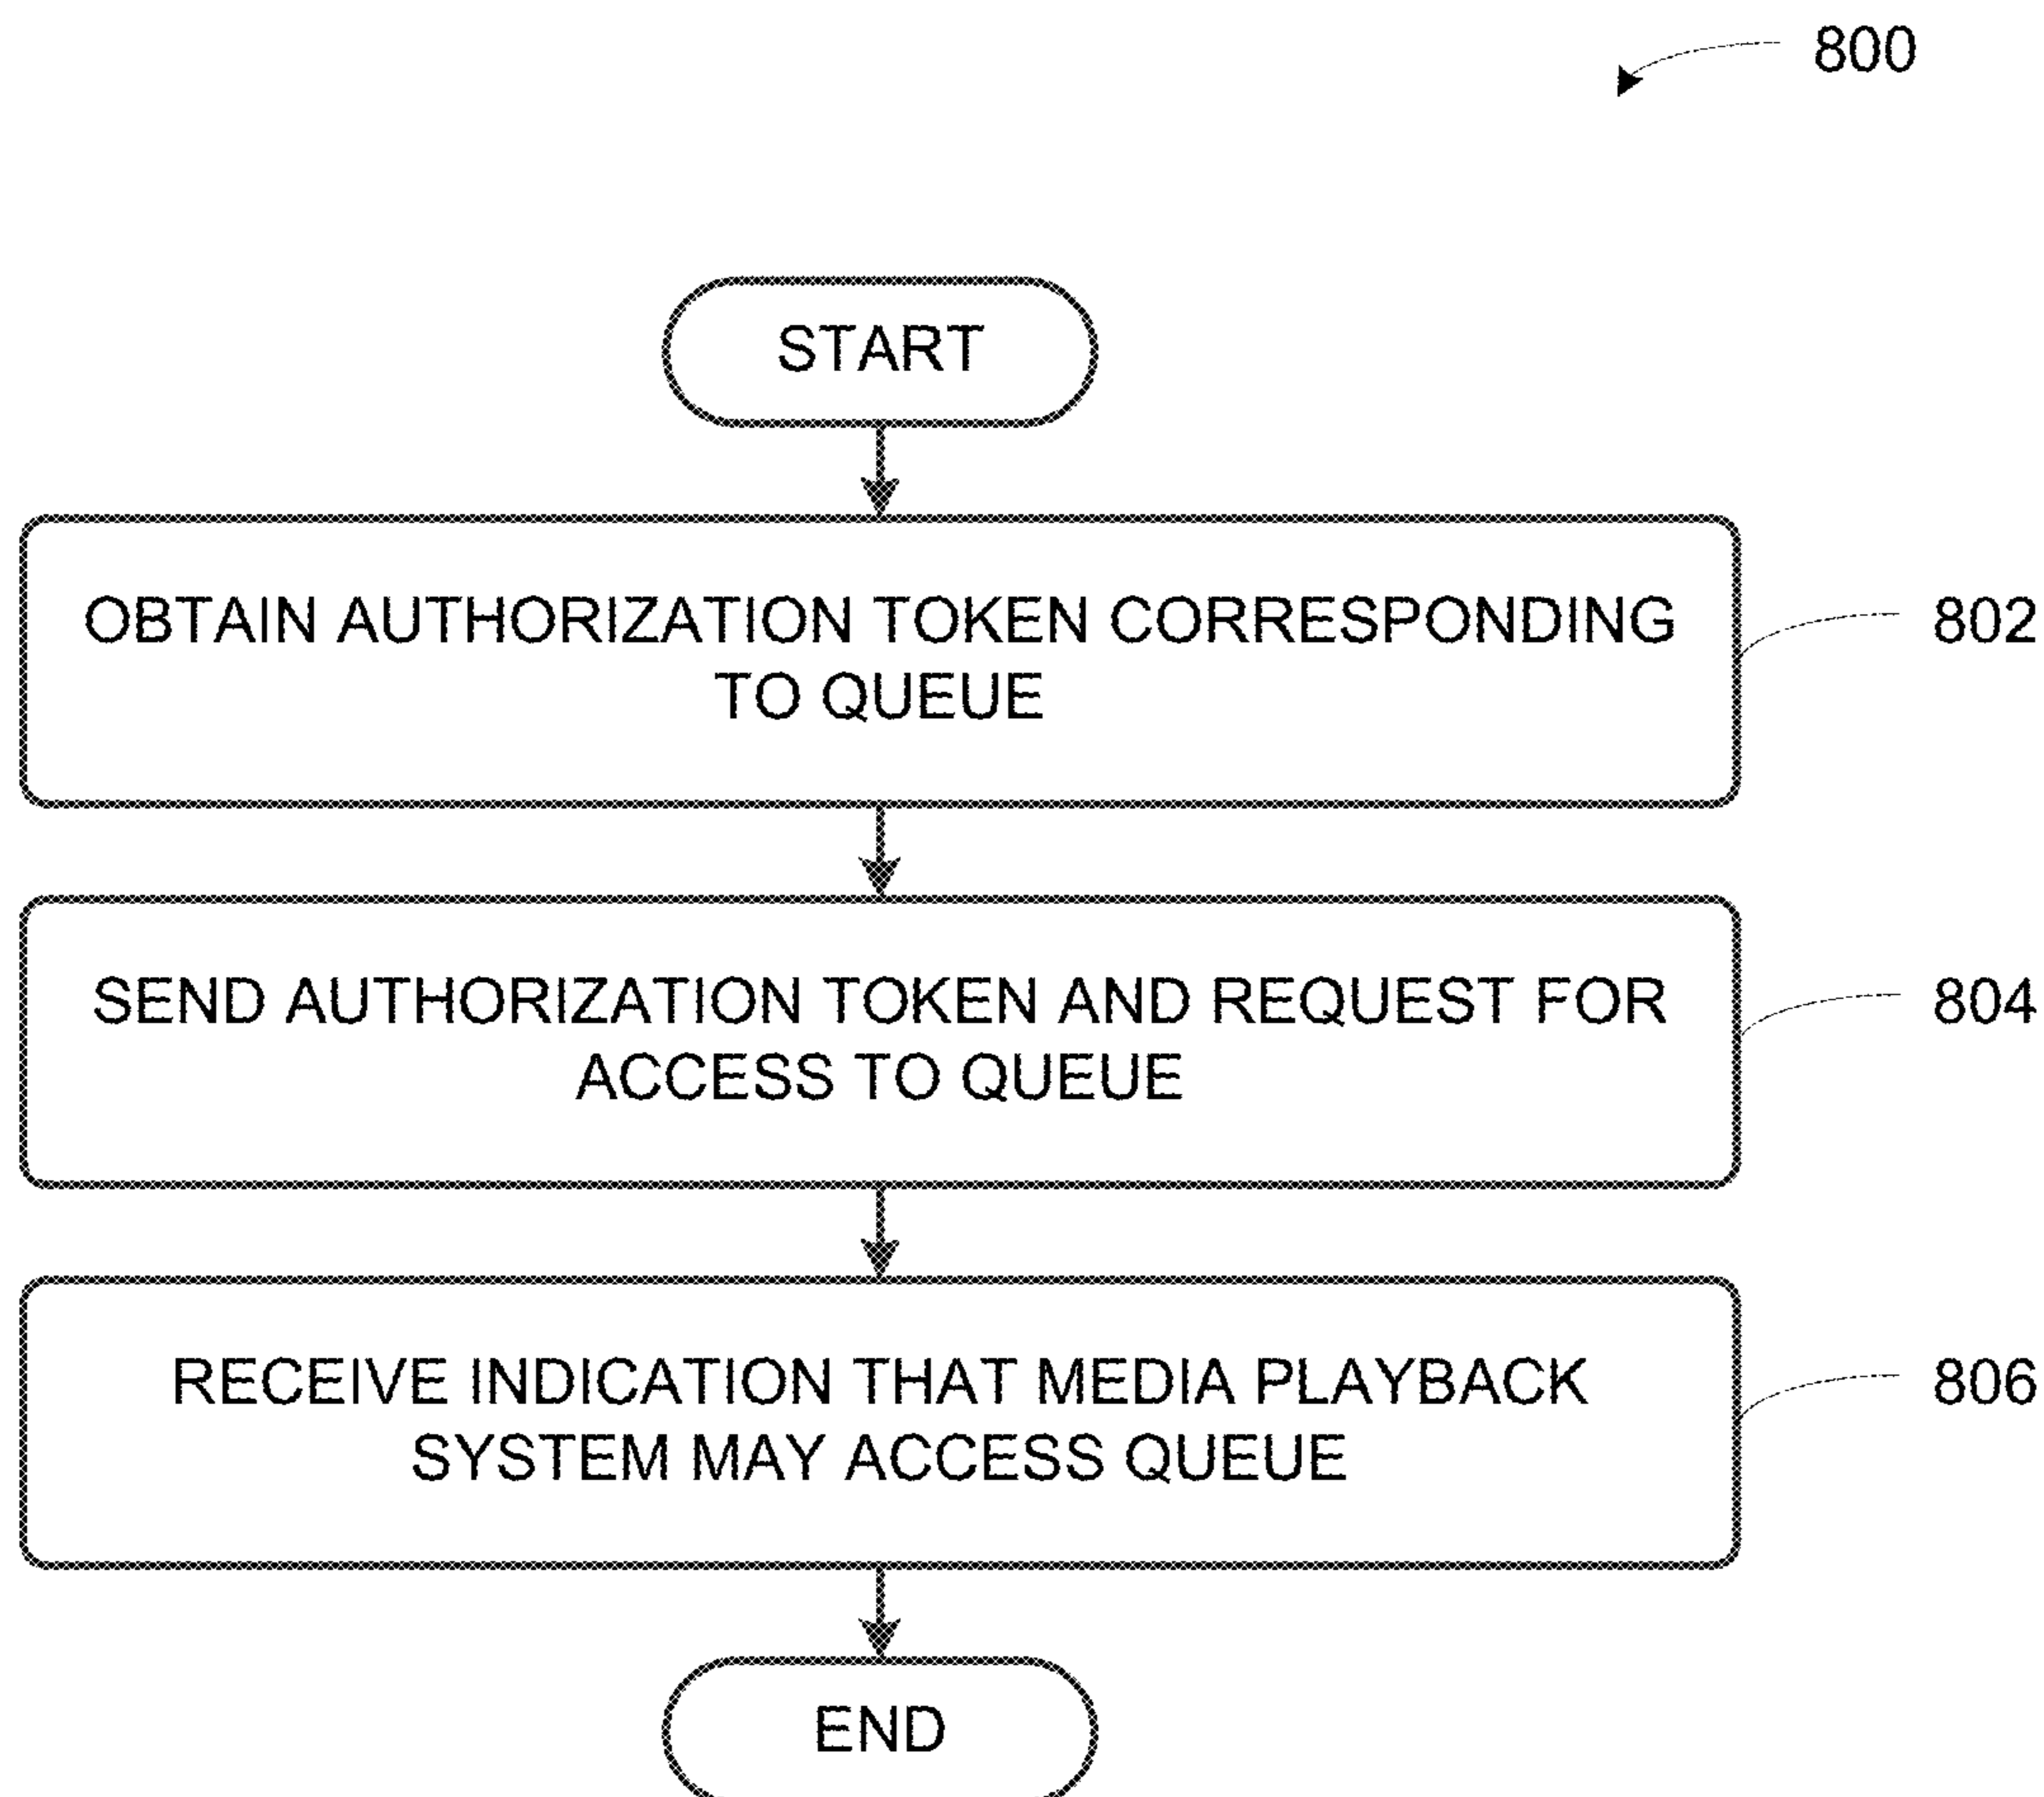 800
START
OBTAIN AUTHORIZATION TOKEN CORRESPONDING
TO QUEUE
802
SEND AUTHORIZATION TOKEN AND REQUEST FOR
ACCESS TO QUEUE
804
RECEIVE INDICATION THAT MEDIA PLAYBACK
SYSTEM MAY ACCESS QUEUE
806
END